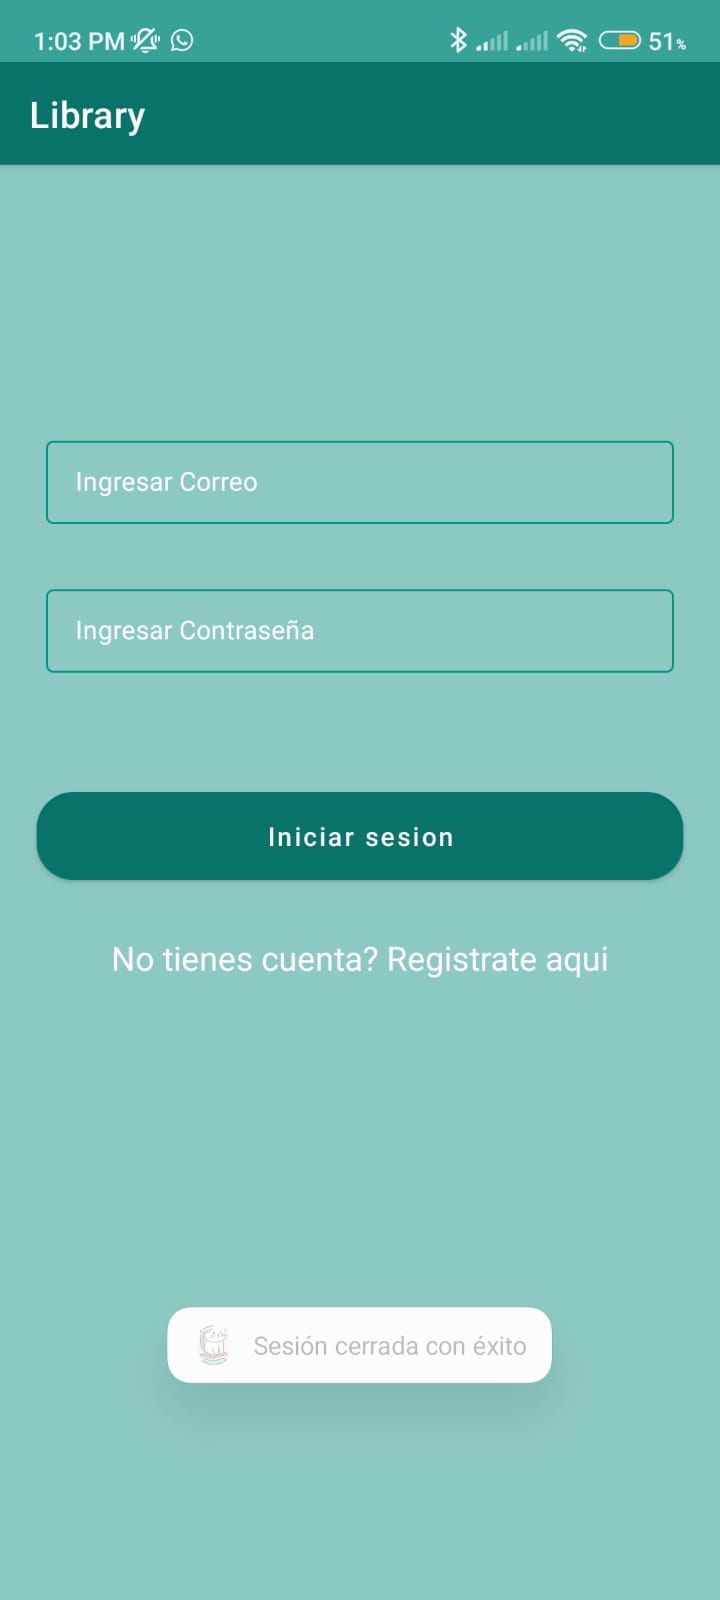 1:03 PM 51%
Library
Ingresar Correo
Ingresar Contraseña
Iniciar sesion
No tienes cuenta? Registrate aqui
Sesión cerrada con éxito